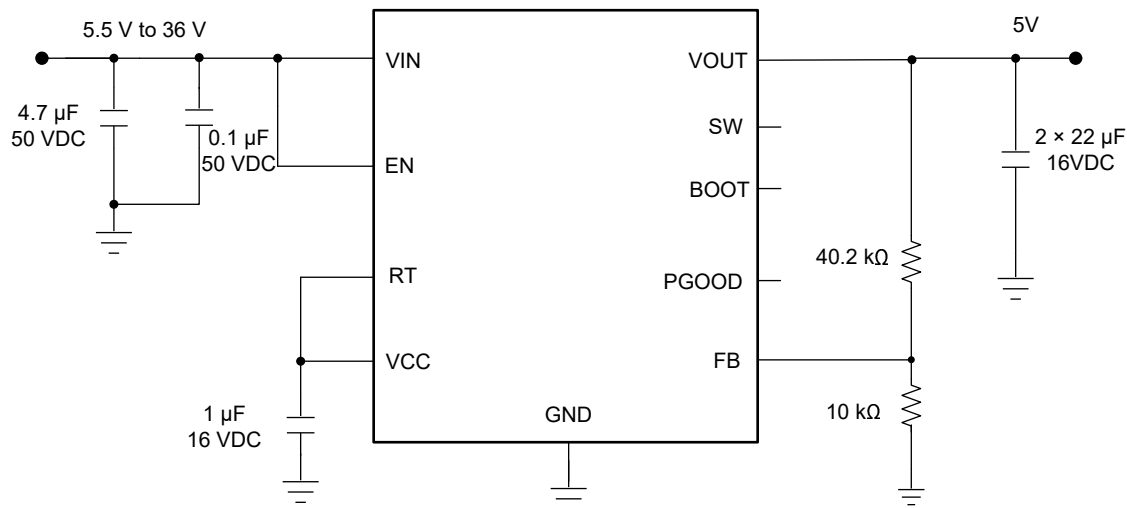 5.5 V to 36 V
5V
VIN
VOUT
4.7 µF
50 VDC
0.1 µF
50 VDC
SW
2 × 22 µF
16VDC
EN
BOOT
40.2 kΩ
RT
PGOOD
VCC
FB
1 µF
16 VDC
GND
10 kΩ